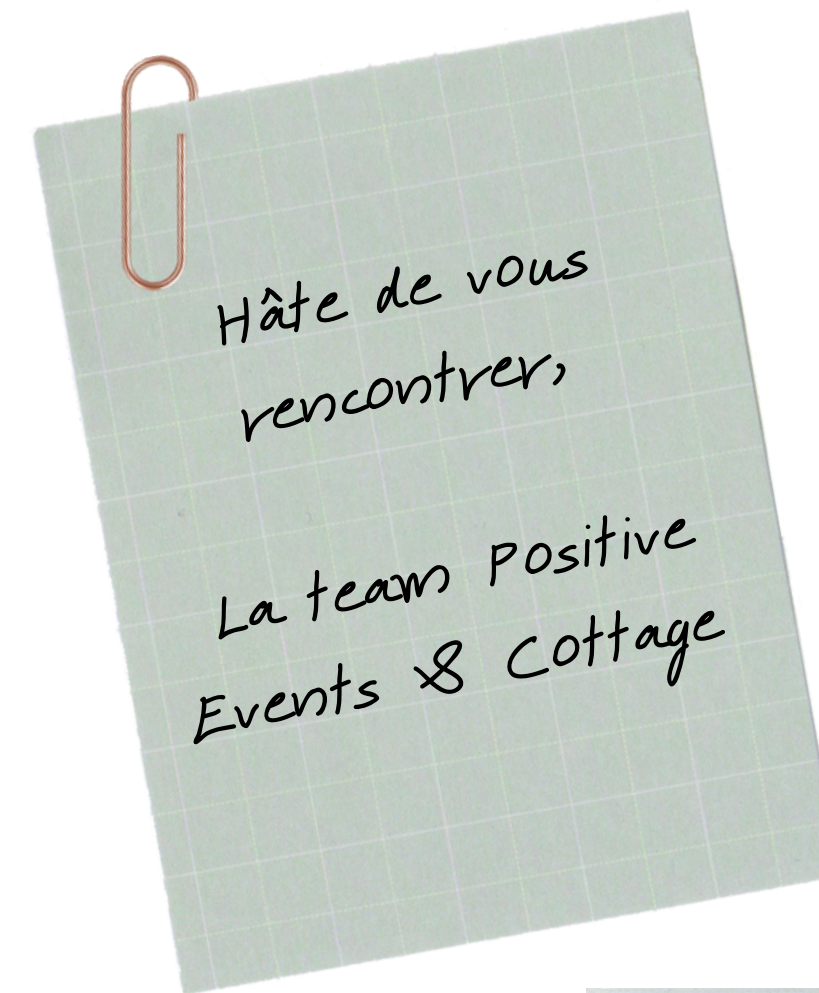 Hâte de vous
rencontrer,
La team Positive
Events & Cottage